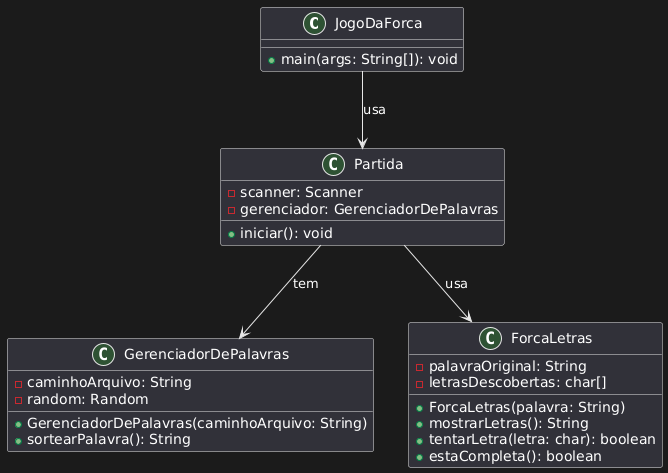 C JogoDaForca
main(args: String[]): void
usa
C Partida
scanner: Scanner
gerenciador: GerenciadorDePalavras
iniciar(): void
tem
usa
C GerenciadorDePalavras
caminhoArquivo: String
random: Random
GerenciadorDePalavras(caminhoArquivo: String)
sortearPalavra(): String
C ForcaLetras
palavraOriginal: String
letrasDescobertas: char[]
ForcaLetras(palavra: String)
mostrarLetras(): String
tentarLetra(letra: char): boolean
estaCompleta(): boolean